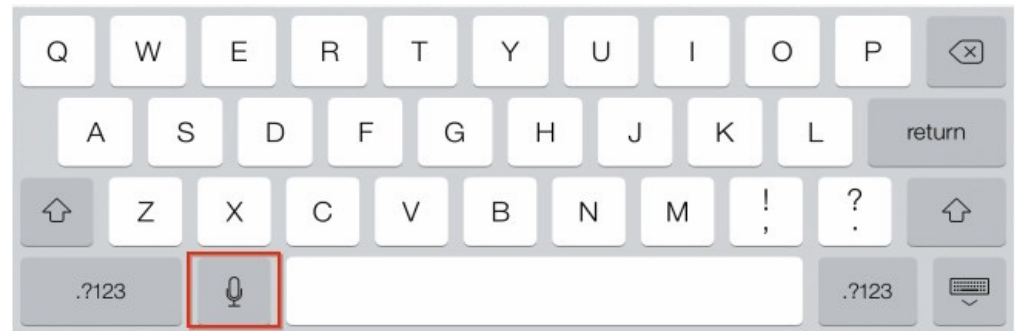 Q W E R T Y U I O P
A S D F G H J K L return
Z X C V B N M ! , ? .
.?123 .?123